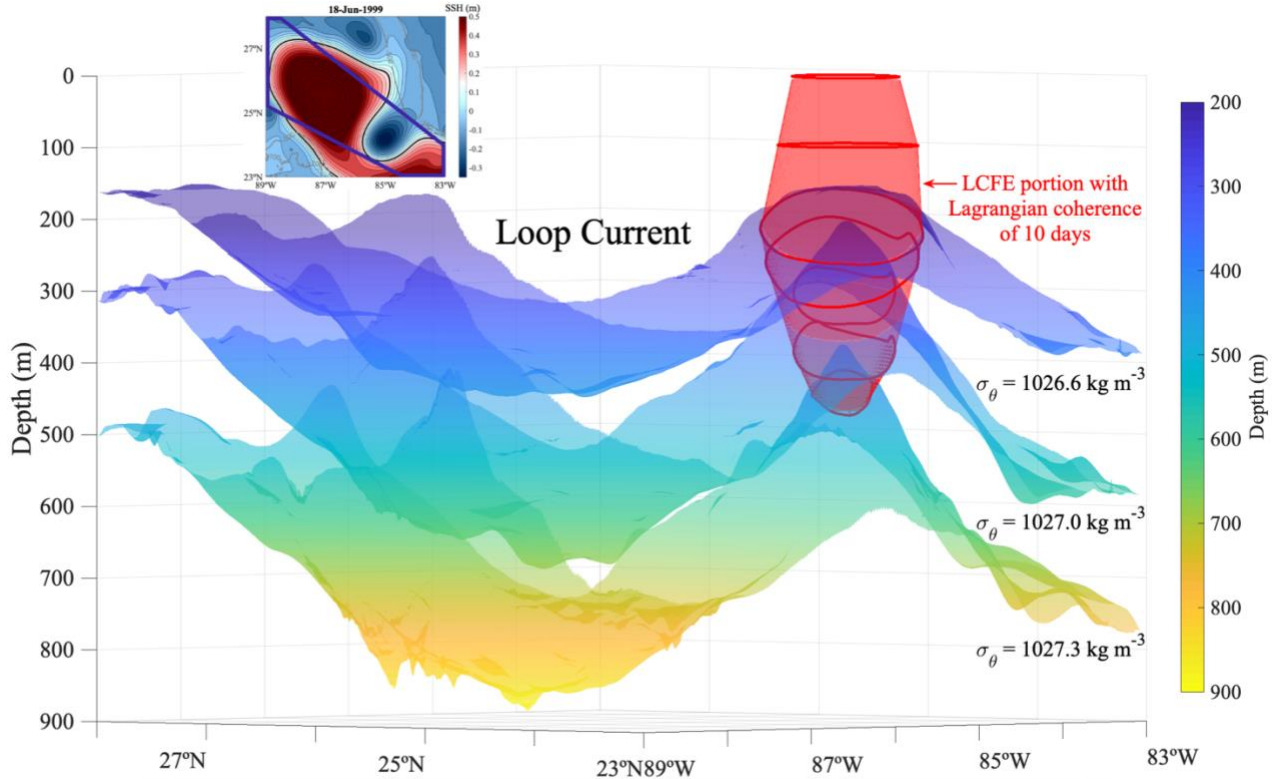 18-Jun-1999
SSH (m)
27ºN
25ºN
23ºN
89ºW
87ºW
85ºW
83ºW
0.5
0.4
0.3
0.2
0.1
0
-0.1
-0.2
-0.3
0
100
200
300
400
500
600
700
800
900
Depth (m)
Loop Current
LCFE portion with
Lagrangian coherence
of 10 days
σθ = 1026.6 kg m-3
σθ = 1027.0 kg m-3
σθ = 1027.3 kg m-3
27ºN
25ºN
23ºN89ºW
87ºW
85ºW
83ºW
200
300
400
500
600
700
800
900
Depth (m)